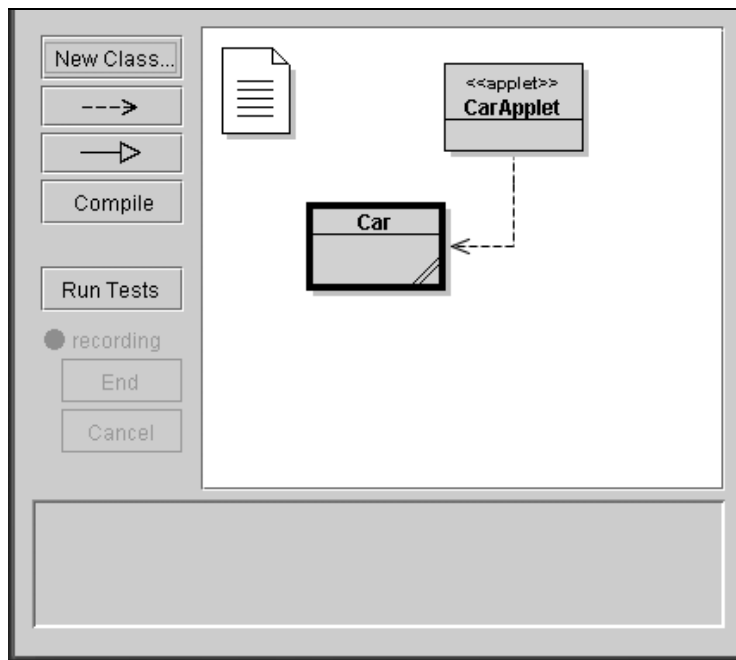 New Class...
Compile
Run Tests
recording
End
Cancel
<<applet>>
CarApplet
Car